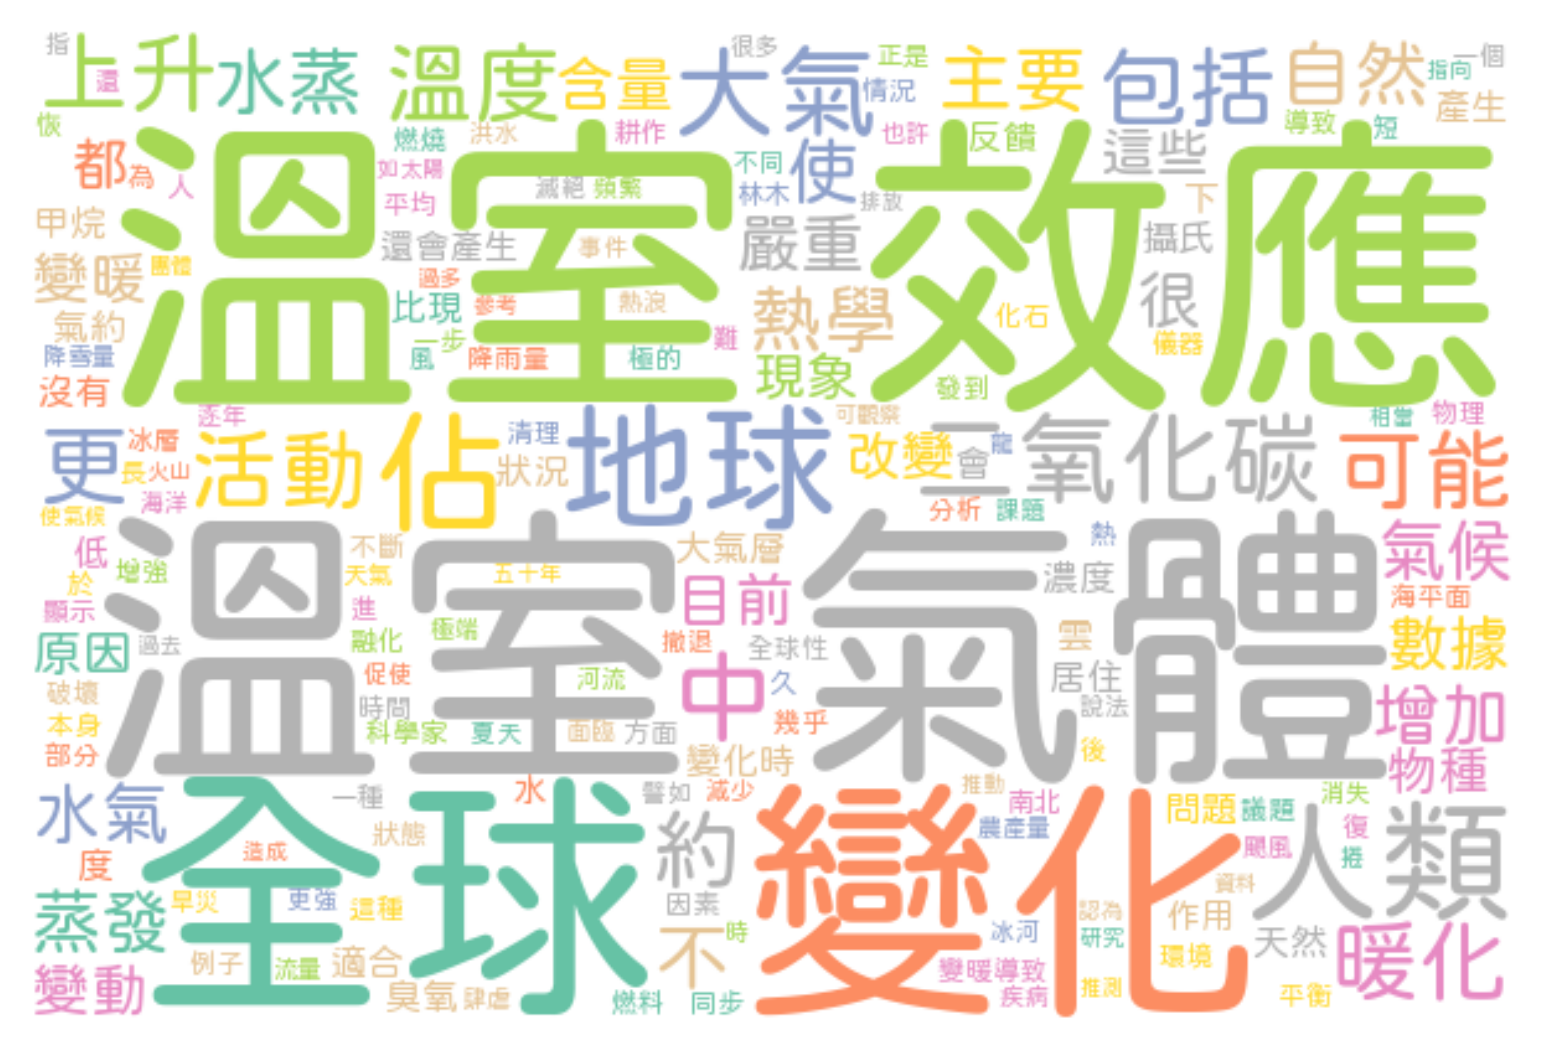 指 上升 水蒸 溫度 含量 很多 大氣 正是 主要 包括 自然 指向 一個
還 情況 產生
恢 燃燒 洪水 耕作 也許 反饋 導致 短
都 為 人 如太陽 不同 使 這些
溫室效應
平均 滅絕 頻繁 林木 排放 下
甲烷 還會產生 事件 嚴重 攝氏
變暖 團體 過多 很
氣約 比現 參考 熱浪 熱學 化石
降雪量 一步 風 降雨量 極的 難 現象 儀器
沒有 發到
逐年 可觀察 相當 物理
更 冰層 活動 佔 清理 地球 改變 會 龍 二氧化碳 可能
長 火山 狀況
海洋 分析 課題
使氣候 不斷 大氣層 熱 氣候
低 增強 天氣 五十年 目前 濃度
於 海平面
溫室氣體
顯示 進 數據
原因 過去 融化 極端 撤退 全球性 雲
破壞 促使 河流 中 久 居住 增加
本身 時間 說法
部分 科學家 夏天 面臨 方面 幾乎 後 物種
變化時
水氣 一種 水 譬如 減少 推動 南北 問題 議題 消失
全球 變化 人類
狀態 約 農產量 復
度 造成 颶風 捲
蒸發 旱災 更強 這種 因素 資料
不 時 認為 作用
冰河 研究 天然 暖化
例子 流量 適合 變暖導致 環境
變動 臭氧 肆虐 燃料 同步 疾病 推測 平衡